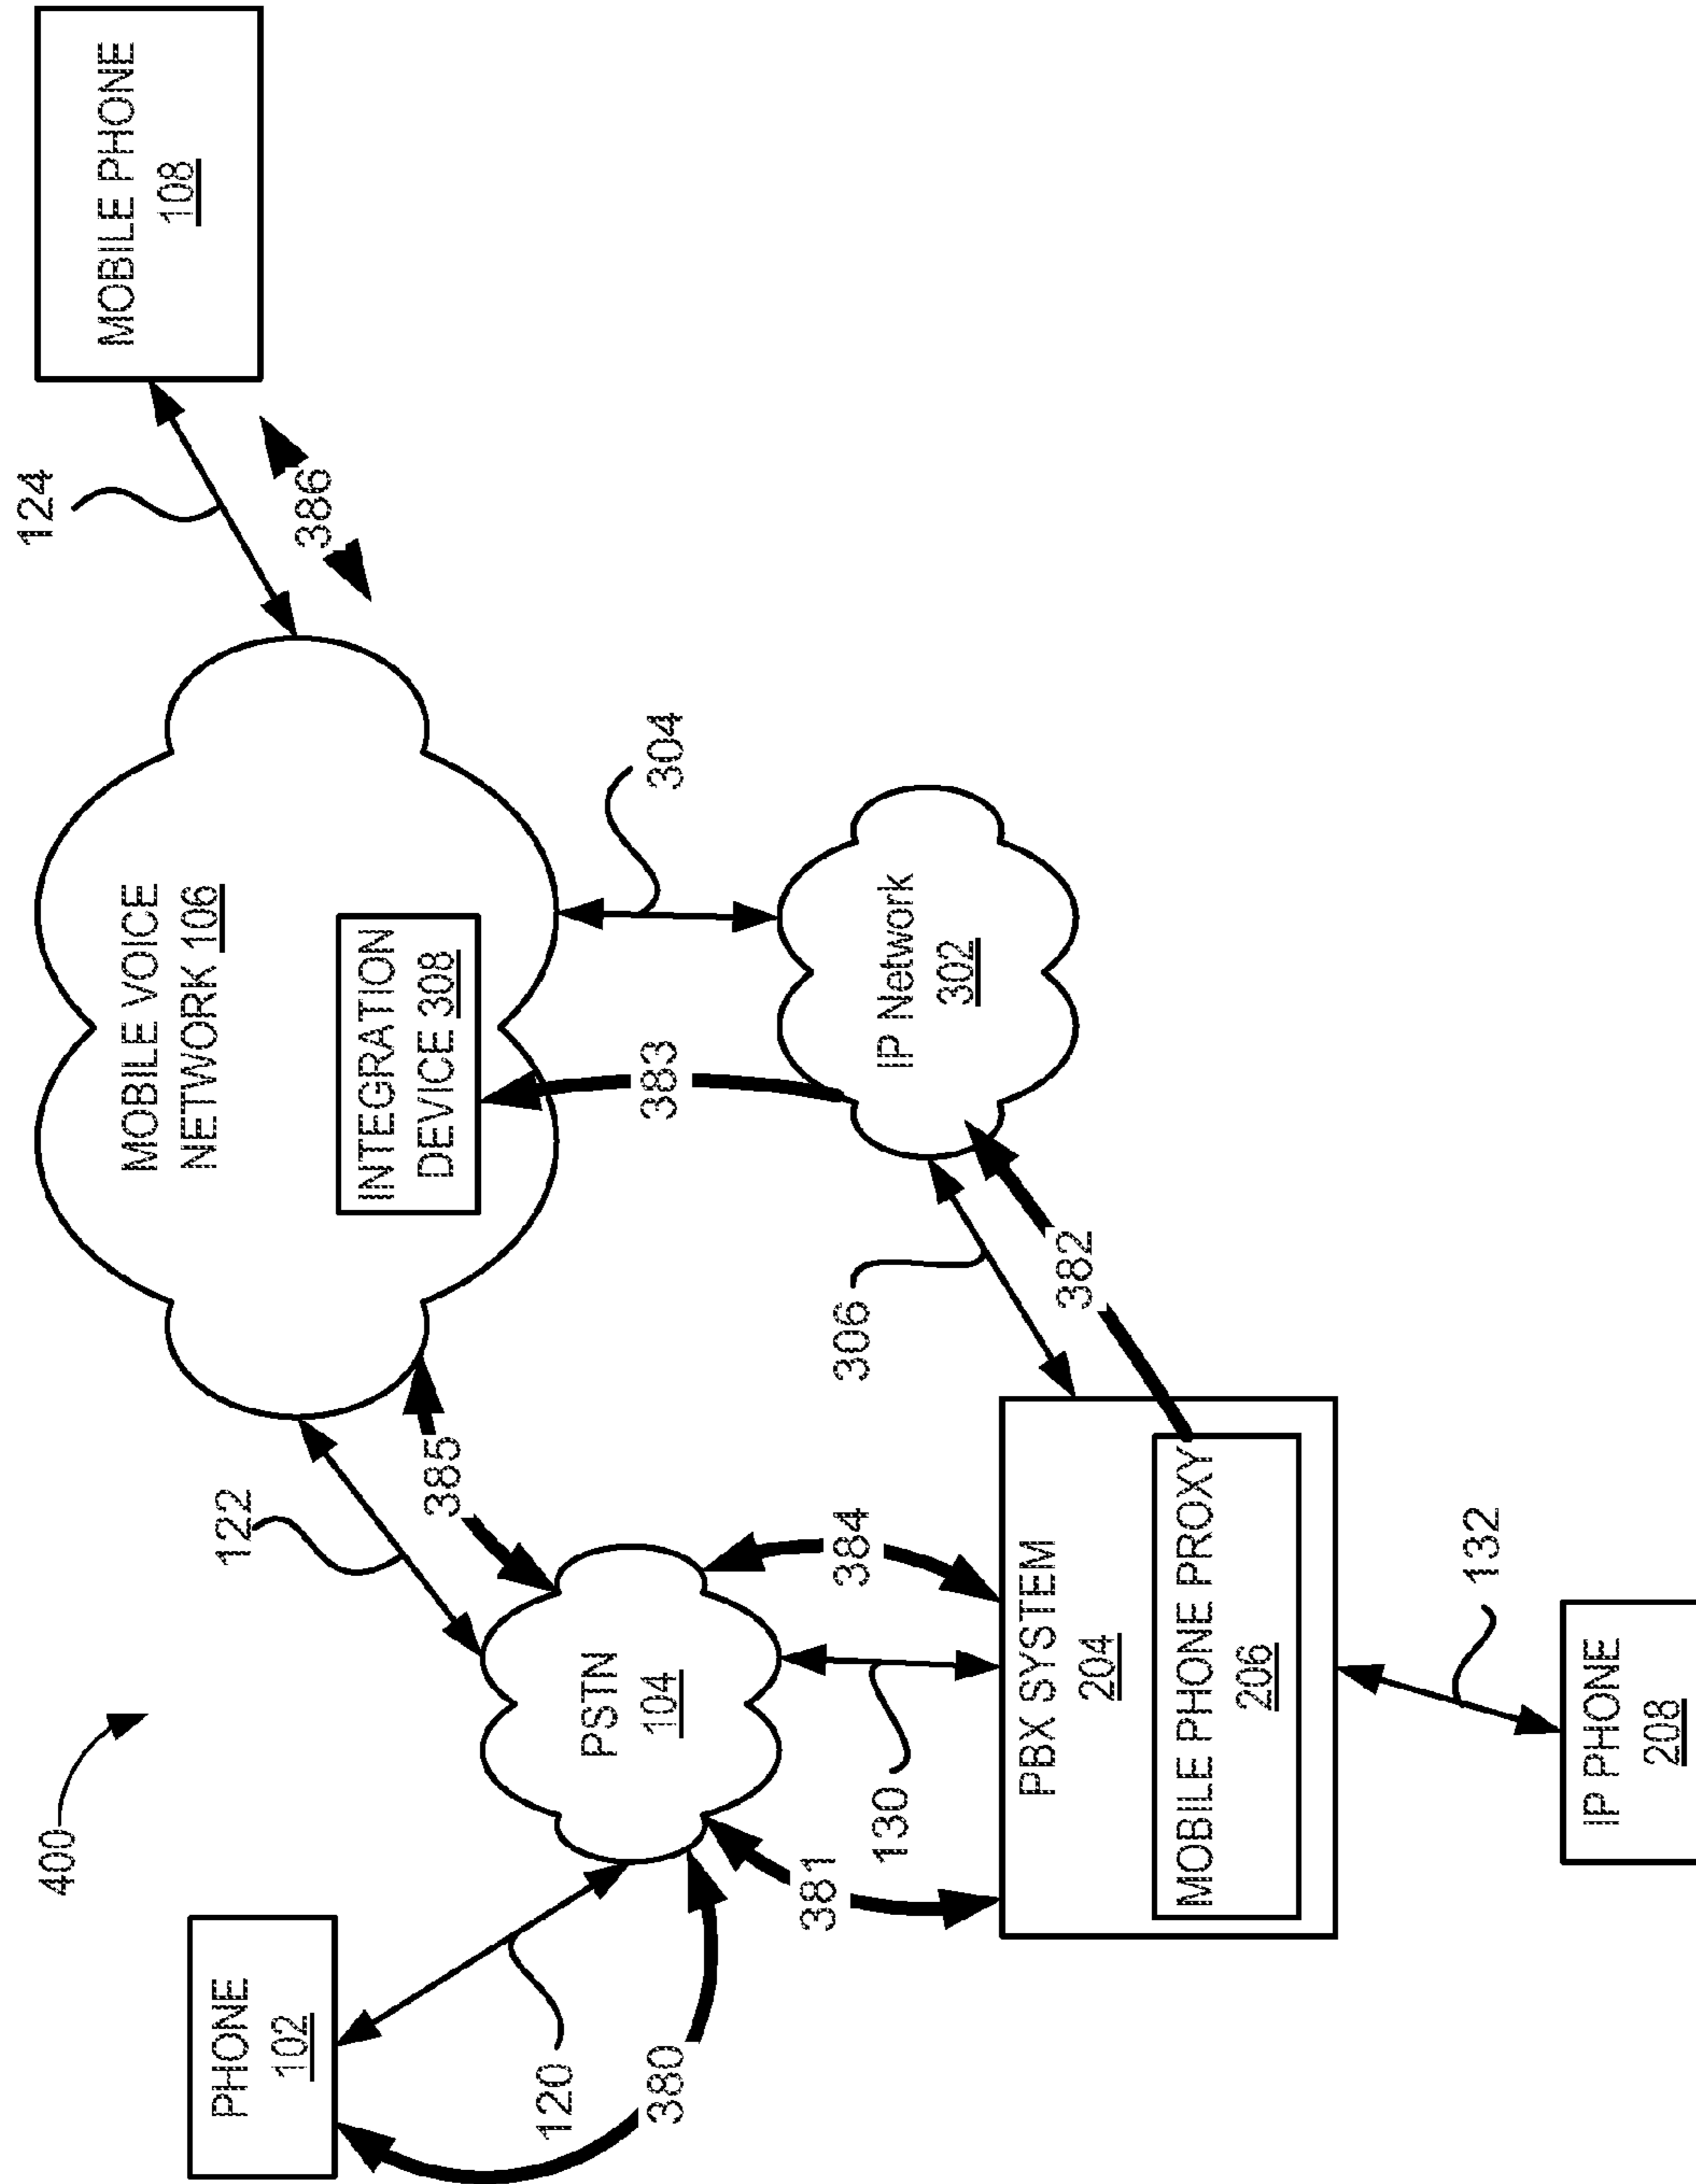 400
PHONE
102
120
380
PSTN
104
122
385
381
130
384
MOBILE VOICE
NETWORK 106
INTEGRATION
DEVICE 308
124
386
MOBILE PHONE
108
383
304
IP Network
302
306
382
PBX SYSTEM
204
MOBILE PHONE PROXY
206
132
IP PHONE
208